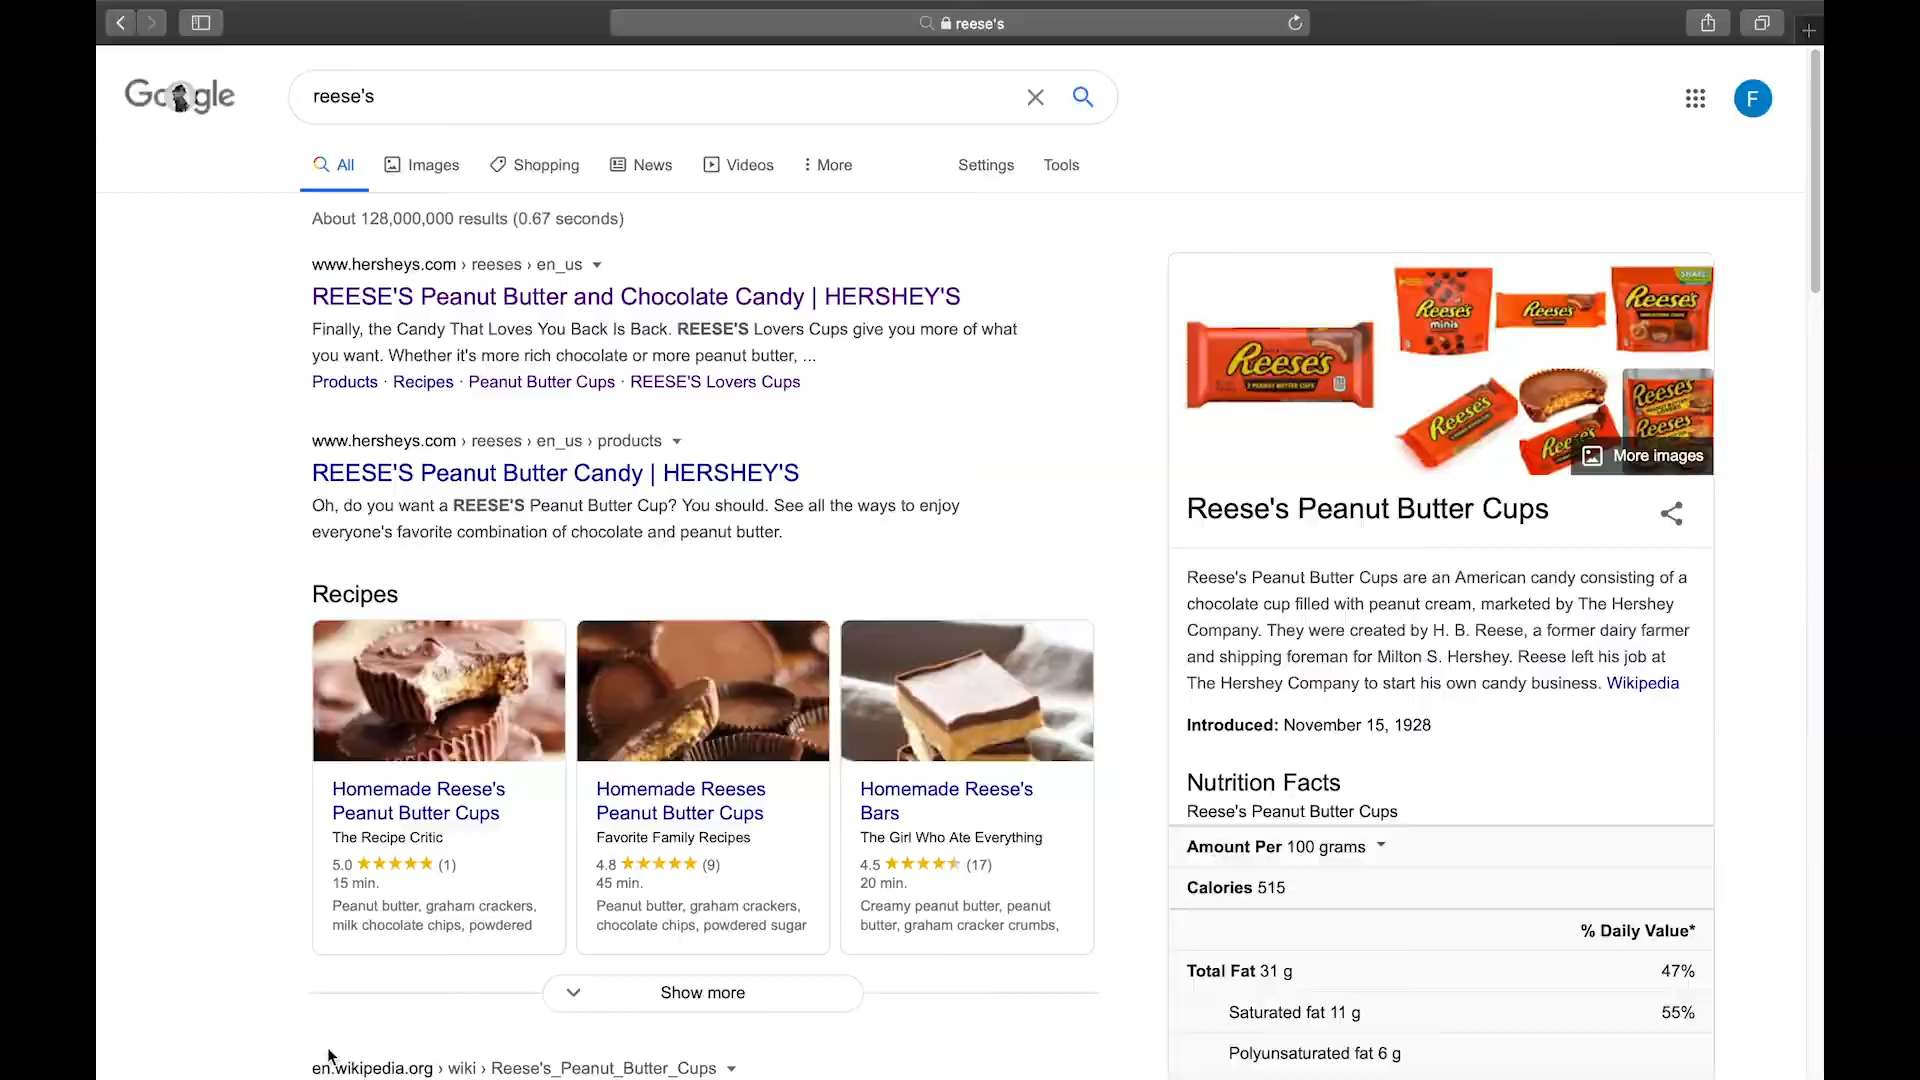 reese's
Google
reese's
All
Images
Shopping
News
Videos
More
Settings
Tools
F
About 128,000,000 results (0.67 seconds)
www.hersheys.com › reeses › en_us
REESE'S Peanut Butter and Chocolate Candy | HERSHEY'S
Finally, the Candy That Loves You Back Is Back. REESE'S Lovers Cups give you more of what
you want. Whether it's more rich chocolate or more peanut butter, ...
Products · Recipes · Peanut Butter Cups · REESE'S Lovers Cups
www.hersheys.com › reeses › en_us › products
REESE'S Peanut Butter Candy | HERSHEY'S
Oh, do you want a REESE'S Peanut Butter Cup? You should. See all the ways to enjoy
everyone's favorite combination of chocolate and peanut butter.
Recipes
Homemade Reese's
Peanut Butter Cups
The Recipe Critic
5.0 ★★★★★ (1)
15 min.
Peanut butter, graham crackers,
milk chocolate chips, powdered
Homemade Reeses
Peanut Butter Cups
Favorite Family Recipes
4.8 ★★★★★ (9)
45 min.
Peanut butter, graham crackers,
chocolate chips, powdered sugar
Homemade Reese's
Bars
The Girl Who Ate Everything
4.5 (17)
20 min.
Creamy peanut butter, peanut
butter, graham cracker crumbs,
Show more
en.wikipedia.org › wiki › Reese's_Peanut_Butter_Cups
Reese's
2 PEANUT BUTTER CUPS
Reese's
minis
Reese's
Reese's
Reese's
Reese's
Reese's
Reese's
More images
Reese's Peanut Butter Cups
Reese's Peanut Butter Cups are an American candy consisting of a
chocolate cup filled with peanut cream, marketed by The Hershey
Company. They were created by H. B. Reese, a former dairy farmer
and shipping foreman for Milton S. Hershey. Reese left his job at
The Hershey Company to start his own candy business. Wikipedia
Introduced: November 15, 1928
Nutrition Facts
Reese's Peanut Butter Cups
Amount Per 100 grams
Calories 515
% Daily Value*
Total Fat 31 g 47%
Saturated fat 11 g 55%
Polyunsaturated fat 6 g